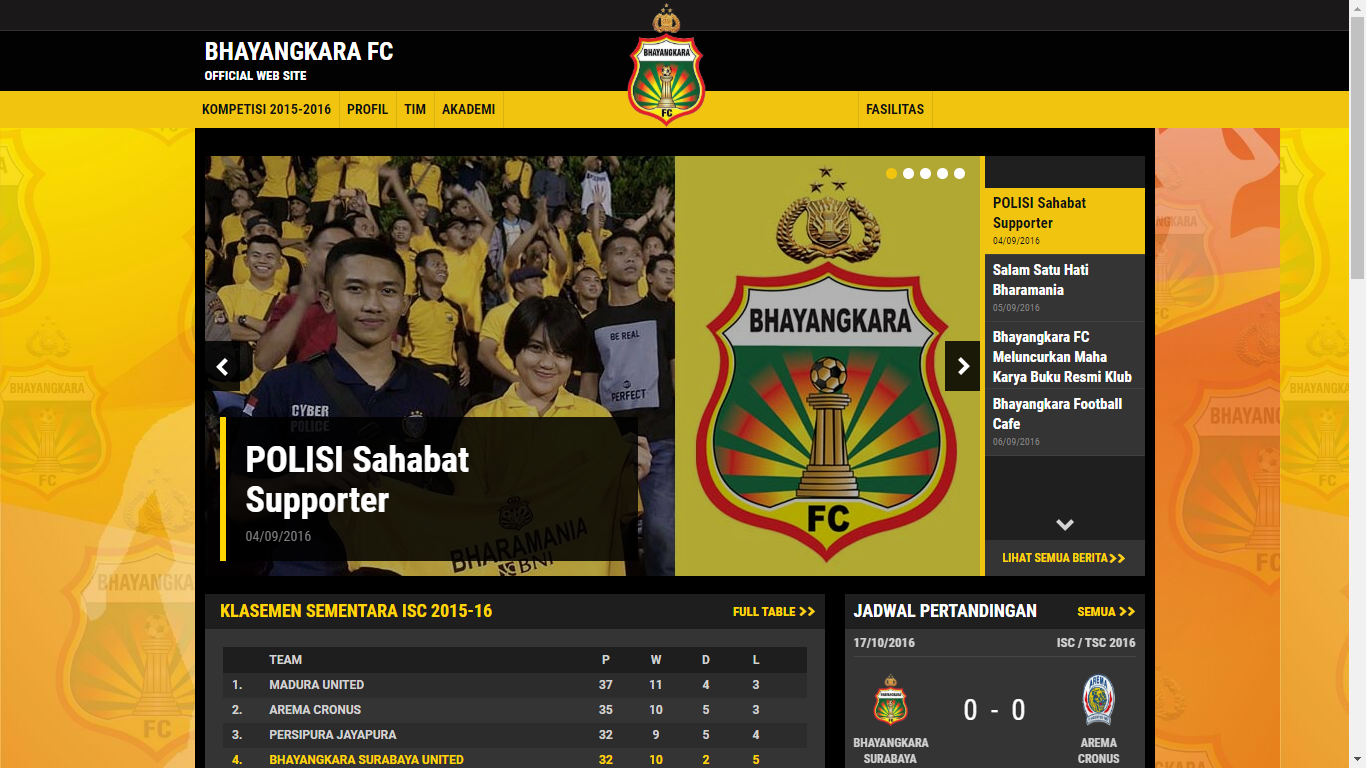 BHAYANGKARA FC
OFFICIAL WEB SITE
BHAYANGKARA
FC
KOMPETISI 2015-2016
PROFIL
TIM
AKADEMI
FASILITAS
BE REAL
PERFECT
CYBER
POLICE
POLISI Sahabat
Supporter
04/09/2016
BHARAMANIA
BNI
BHAYANGKARA
FC
POLISI Sahabat
Supporter
04/09/2016
Salam Satu Hati
Bharamania
05/09/2016
Bhayangkara FC
Meluncurkan Maha
Karya Buku Resmi Klub
Bhayangkara Football
Cafe
06/09/2016
LIHAT SEMUA BERITA
KLASEMEN SEMENTARA ISC 2015-16
FULL TABLE
TEAM P W D L
1. MADURA UNITED 37 11 4 3
2. AREMA CRONUS 35 10 5 3
3. PERSIPURA JAYAPURA 32 9 5 4
4. BHAYANGKARA SURABAYA UNITED 32 10 2 5
JADWAL PERTANDINGAN
SEMUA
17/10/2016
ISC / TSC 2016
0 - 0
BHAYANGKARA
SURABAYA
AREMA
CRONUS